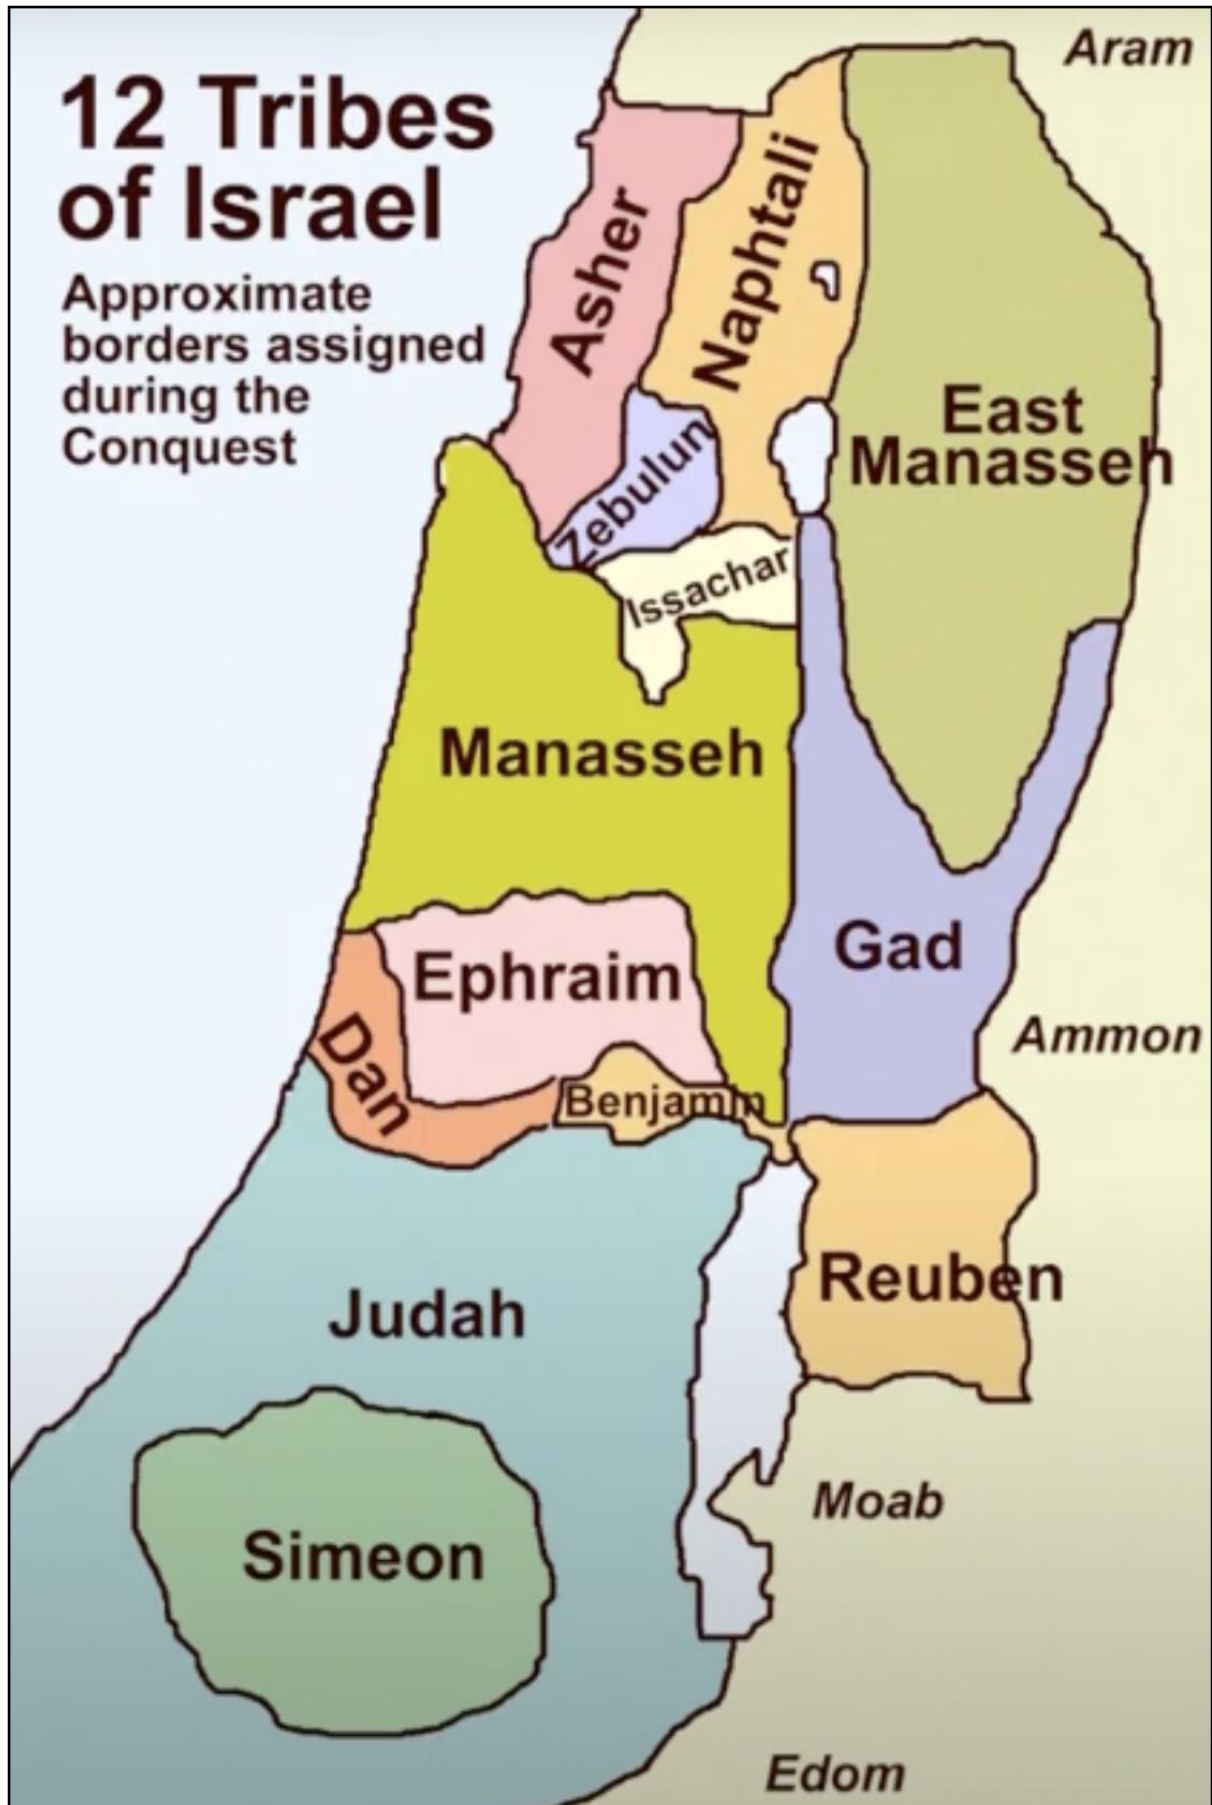 12 Tribes
of Israel
Approximate
borders assigned
during the
Conquest
Aram
Asher
Naphtali
East
Manasseh
Zebulun
Issachar
Manasseh
Gad
Ephraim
Ammon
Dan
Benjamin
Reuben
Judah
Moab
Simeon
Edom